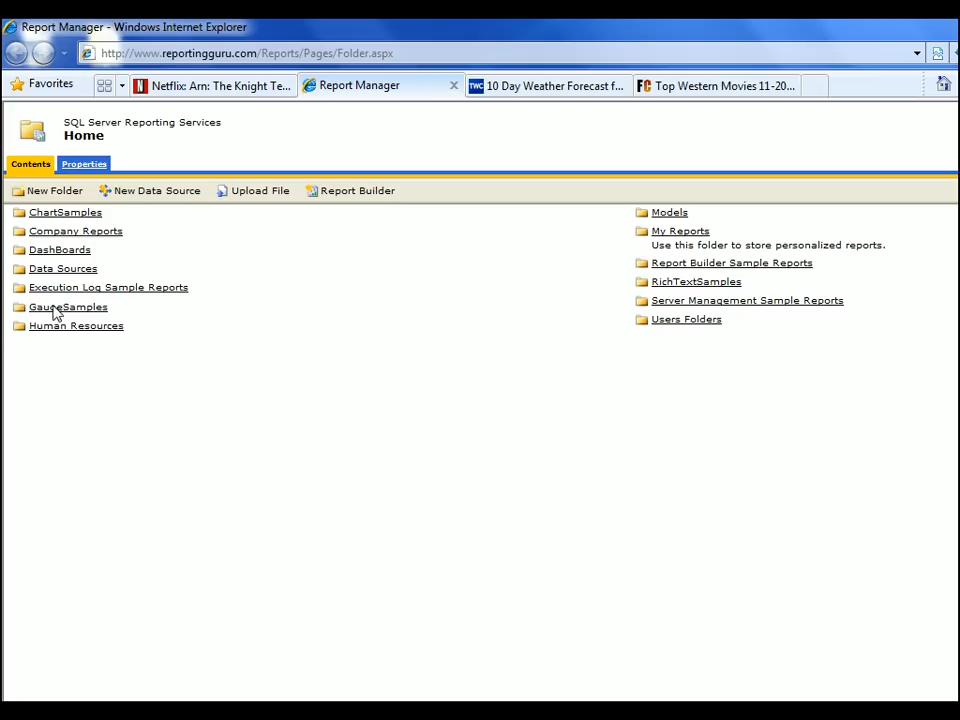 Report Manager - Windows Internet Explorer
http://www.reportingguru.com/Reports/Pages/Folder.aspx
Favorites
Netflix: Arn: The Knight Te...
Report Manager
TWC
10 Day Weather Forecast f...
FC
Top Western Movies 11-20...
SQL Server Reporting Services
Home
Contents
Properties
New Folder
New Data Source
Upload File
Report Builder
ChartSamples
Company Reports
DashBoards
Data Sources
Execution Log Sample Reports
GaugeSamples
Human Resources
Models
My Reports
Use this folder to store personalized reports.
Report Builder Sample Reports
RichTextSamples
Server Management Sample Reports
Users Folders